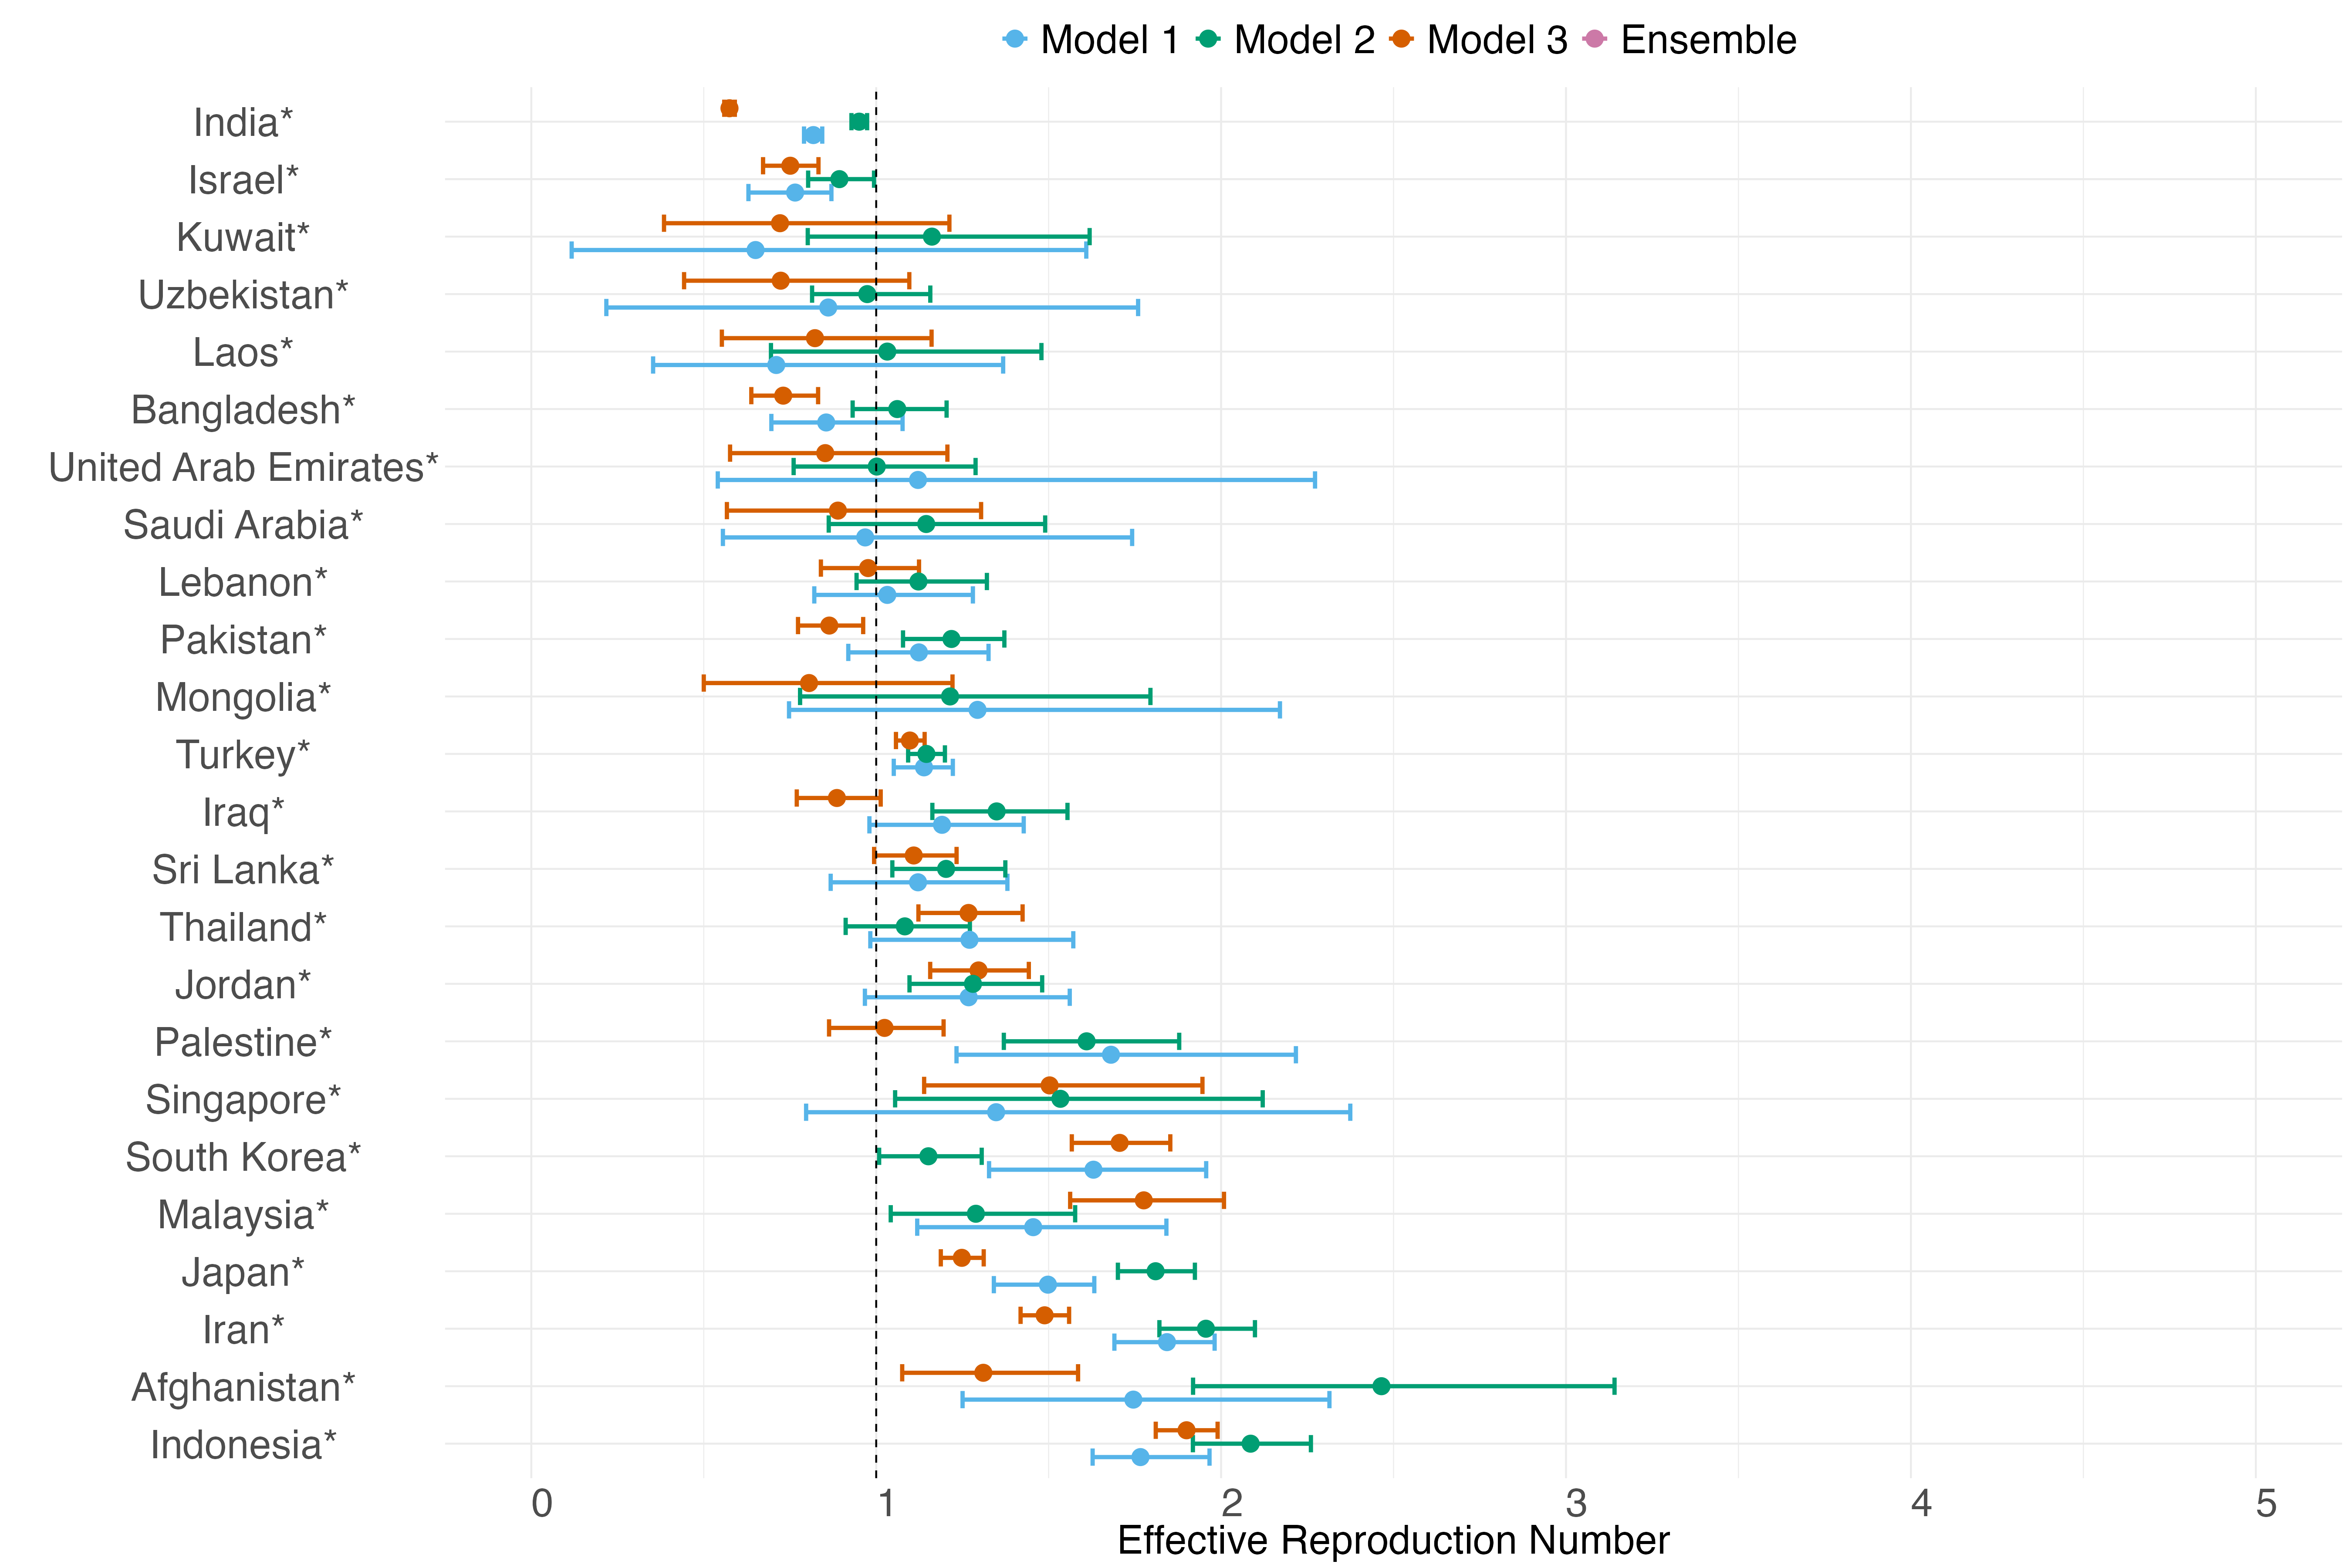 Model 1 Model 2 Model 3 Ensemble
India*
Israel*
Kuwait*
Uzbekistan*
Laos*
Bangladesh*
United Arab Emirates*
Saudi Arabia*
Lebanon*
Pakistan*
Mongolia*
Turkey*
Iraq*
Sri Lanka*
Thailand*
Jordan*
Palestine*
Singapore*
South Korea*
Malaysia*
Japan*
Iran*
Afghanistan*
Indonesia*
0 1 2 3 4 5
Effective Reproduction Number